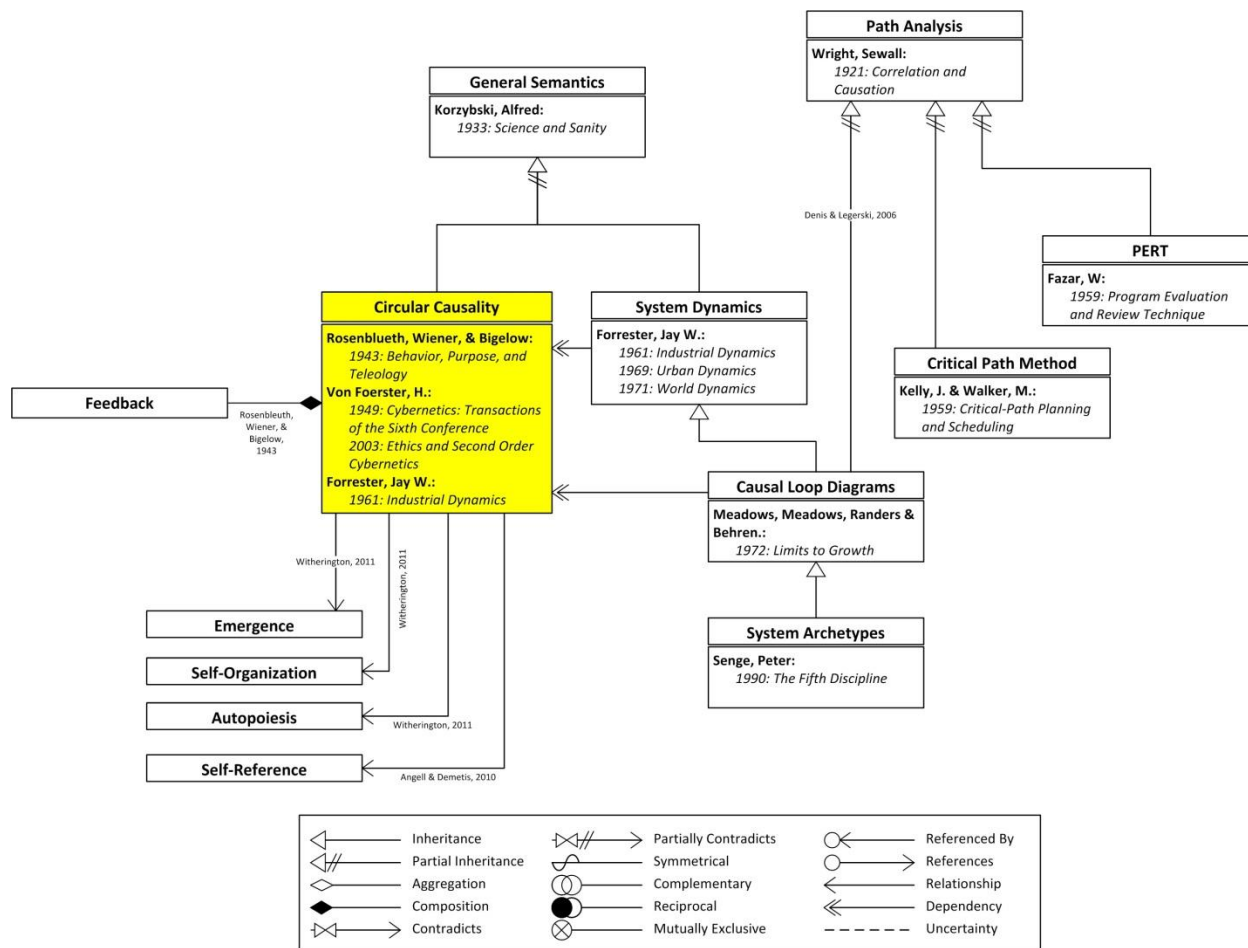 Path Analysis
Wright, Sewall:
1921: Correlation and
Causation
General Semantics
Korzybski, Alfred:
1933: Science and Sanity
Denis & Legerski, 2006
PERT
Fazar, W:
1959: Program Evaluation
and Review Technique
Circular Causality
Rosenblueth, Wiener, & Bigelow:
1943: Behavior, Purpose, and
Teleology
Von Foerster, H.:
1949: Cybernetics: Transactions
of the Sixth Conference
2003: Ethics and Second Order
Cybernetics
Forrester, Jay W.:
1961: Industrial Dynamics
System Dynamics
Forrester, Jay W.:
1961: Industrial Dynamics
1969: Urban Dynamics
1971: World Dynamics
Critical Path Method
Kelly, J. & Walker, M.:
1959: Critical-Path Planning
and Scheduling
Feedback
Rosenbleuth,
Wiener, &
Bigelow,
1943
Causal Loop Diagrams
Meadows, Meadows, Randers &
Behren.:
1972: Limits to Growth
Witherington, 2011
Witherington, 2011
Emergence
Self-Organization
Autopoiesis
Witherington, 2011
Self-Reference
Angell & Demetis, 2010
System Archetypes
Senge, Peter:
1990: The Fifth Discipline
Inheritance
Partial Inheritance
Aggregation
Composition
Contradicts
Partially Contradicts
Symmetrical
Complementary
Reciprocal
Mutually Exclusive
Referenced By
References
Relationship
Dependency
Uncertainty